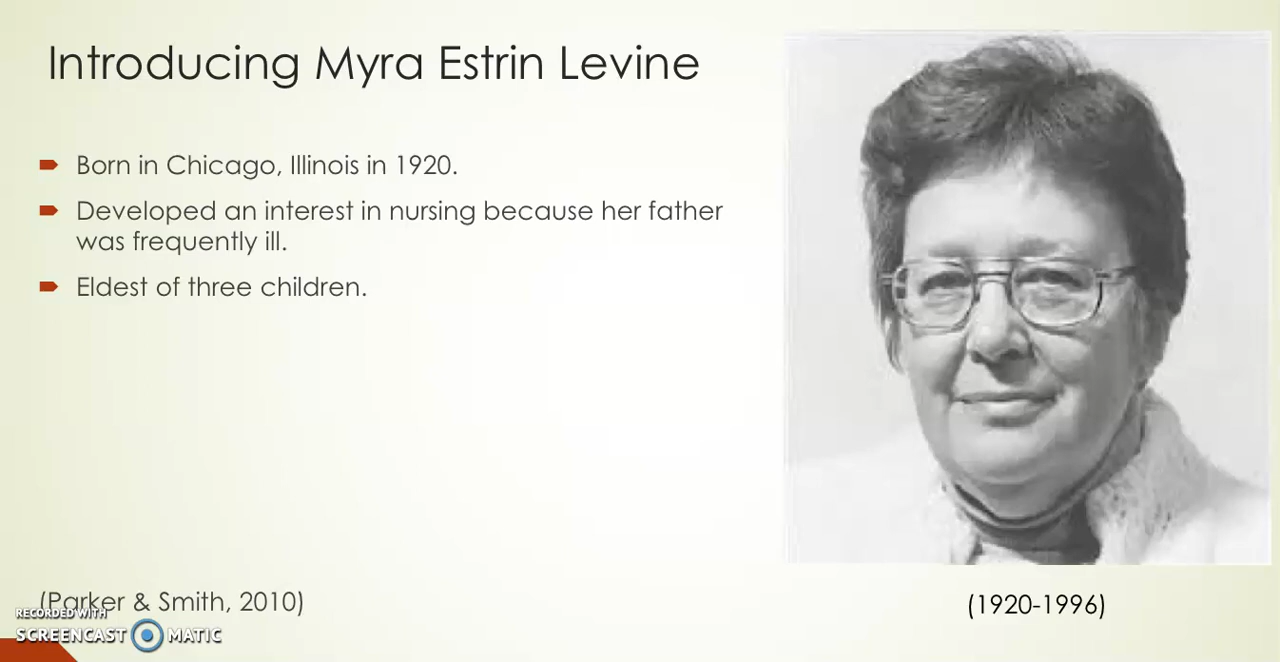 Introducing Myra Estrin Levine
Born in Chicago, Illinois in 1920.
Developed an interest in nursing because her father
was frequently ill.
Eldest of three children.
(Parker & Smith, 2010)
(1920-1996)
RECORDED WITH
SCREENCAST MATIC